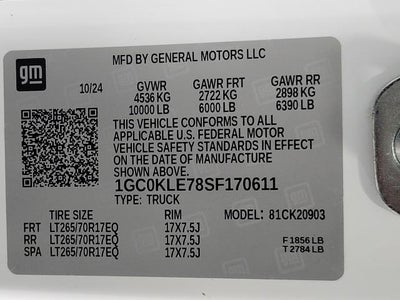 gm
MFD BY GENERAL MOTORS LLC
10/24 GVWR GAWR FRT GAWR RR
4536 KG 2722 KG 2898 KG
10000 LB 6000 LB 6390 LB
THIS VEHICLE CONFORMS TO ALL
APPLICABLE U.S. FEDERAL MOTOR
VEHICLE SAFETY STANDARDS IN EFFECT
ON THE DATE OF MANUFACTURE
SHOWN ABOVE.
1GC0KLE78SF170611
TYPE: TRUCK
TIRE SIZE RIM MODEL: 81CK20903
FRT LT265/70R17EQ 17X7.5J
RR LT265/70R17EQ 17X7.5J F 1856 LB
SPA LT265/70R17EQ 17X7.5J T 2784 LB